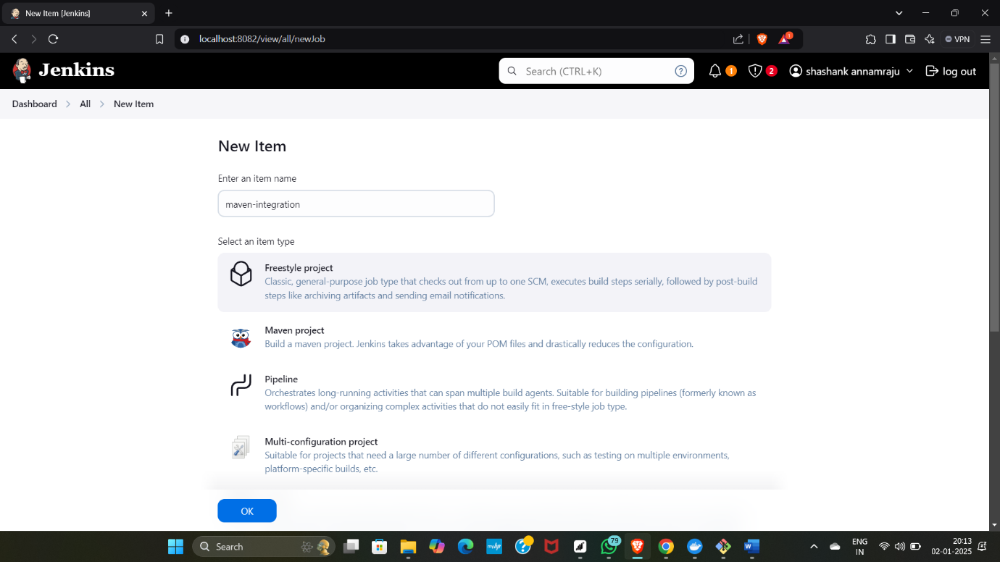 New Item [Jenkins]
localhost:8082/view/all/newJob
1
VPN
Jenkins
Search (CTRL+K)
?
1
2
shashank annamraju
log out
Dashboard
All
New Item
New Item
Enter an item name
maven-integration
Select an item type
Freestyle project
Classic, general-purpose job type that checks out from up to one SCM, executes build steps serially, followed by post-build
steps like archiving artifacts and sending email notifications.
Maven project
Build a maven project. Jenkins takes advantage of your POM files and drastically reduces the configuration.
Pipeline
Orchestrates long-running activities that can span multiple build agents. Suitable for building pipelines (formerly known as
workflows) and/or organizing complex activities that do not easily fit in free-style job type.
Multi-configuration project
Suitable for projects that need a large number of different configurations, such as testing on multiple environments,
platform-specific builds, etc.
OK
Search
myhp
79
ENG
IN
20:13
02-01-2025